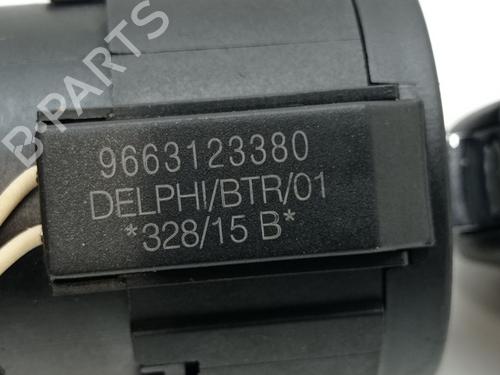 B-PARTS
9663123380
DELPHI/BTR/01
*328/15 B*